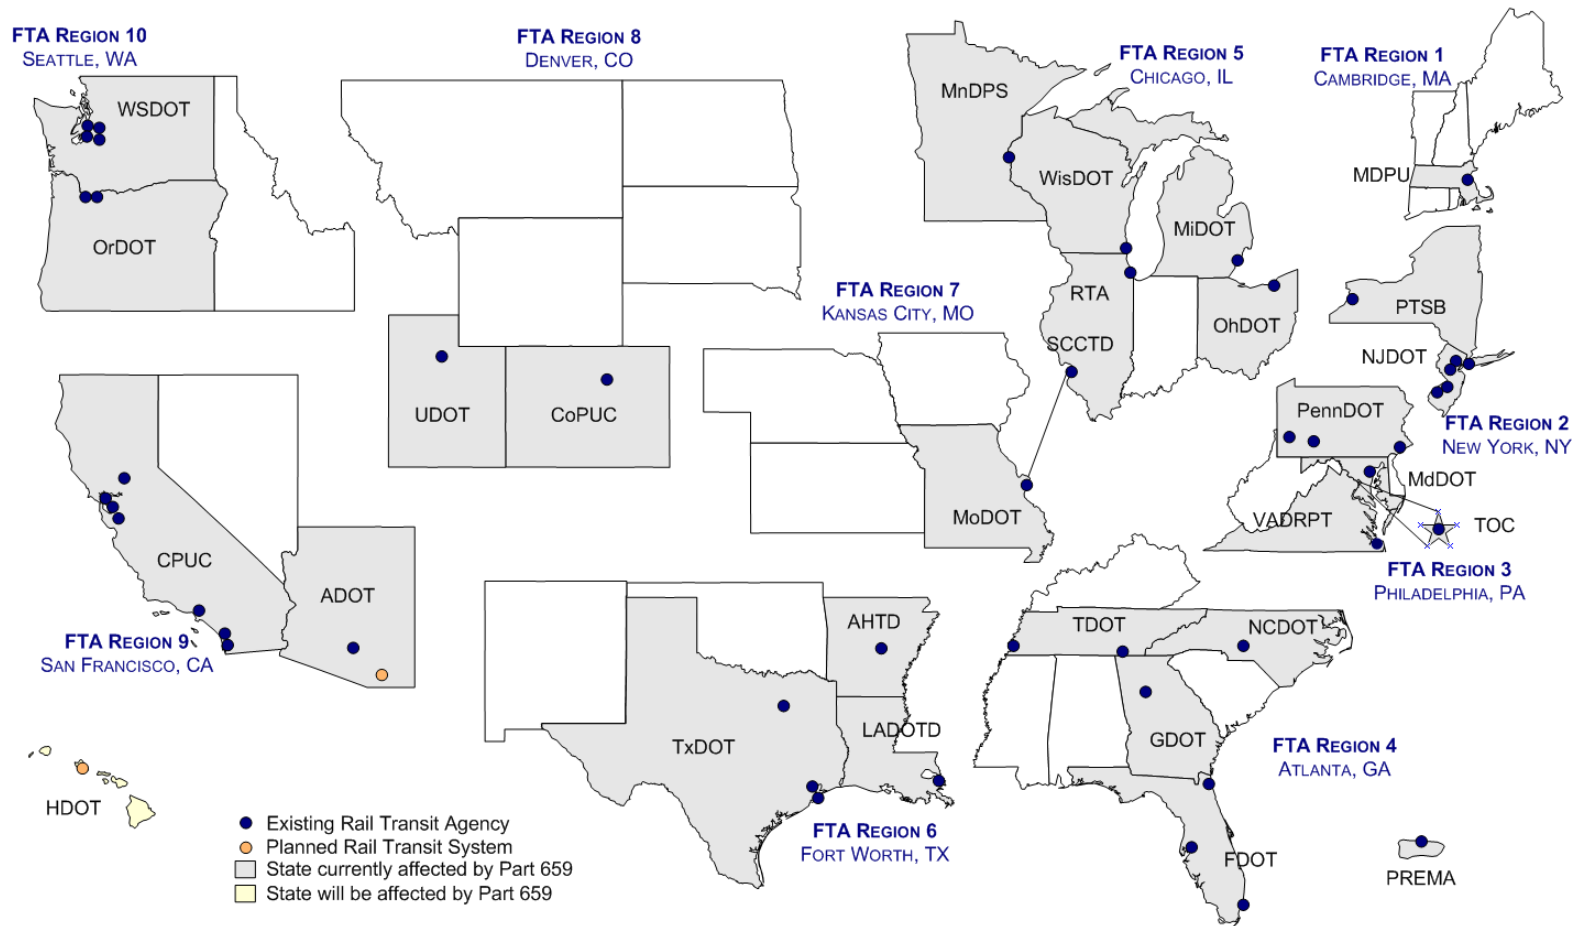 FTA REGION 10
SEATTLE, WA
FTA REGION 8
DENVER, CO
FTA REGION 5
CHICAGO, IL
FTA REGION 1
CAMBRIDGE, MA
WSDOT
OrDOT
MnDPS
WisDOT
MiDOT
RTA
SCCTD
OhDOT
MDPU
PTSB
NJDOT
FTA REGION 2
NEW YORK, NY
FTA REGION 7
KANSAS CITY, MO
UDOT
CoPUC
MoDOT
PennDOT
MdDOT
VADRPT
TOC
FTA REGION 3
PHILADELPHIA, PA
CPUC
ADOT
FTA REGION 9
SAN FRANCISCO, CA
AHTD
TxDOT
LADOTD
FTA REGION 6
FORT WORTH, TX
TDOT
NCDOT
GDOT
FTA REGION 4
ATLANTA, GA
FDOT
PREMA
HDOT
Existing Rail Transit Agency
Planned Rail Transit System
State currently affected by Part 659
State will be affected by Part 659